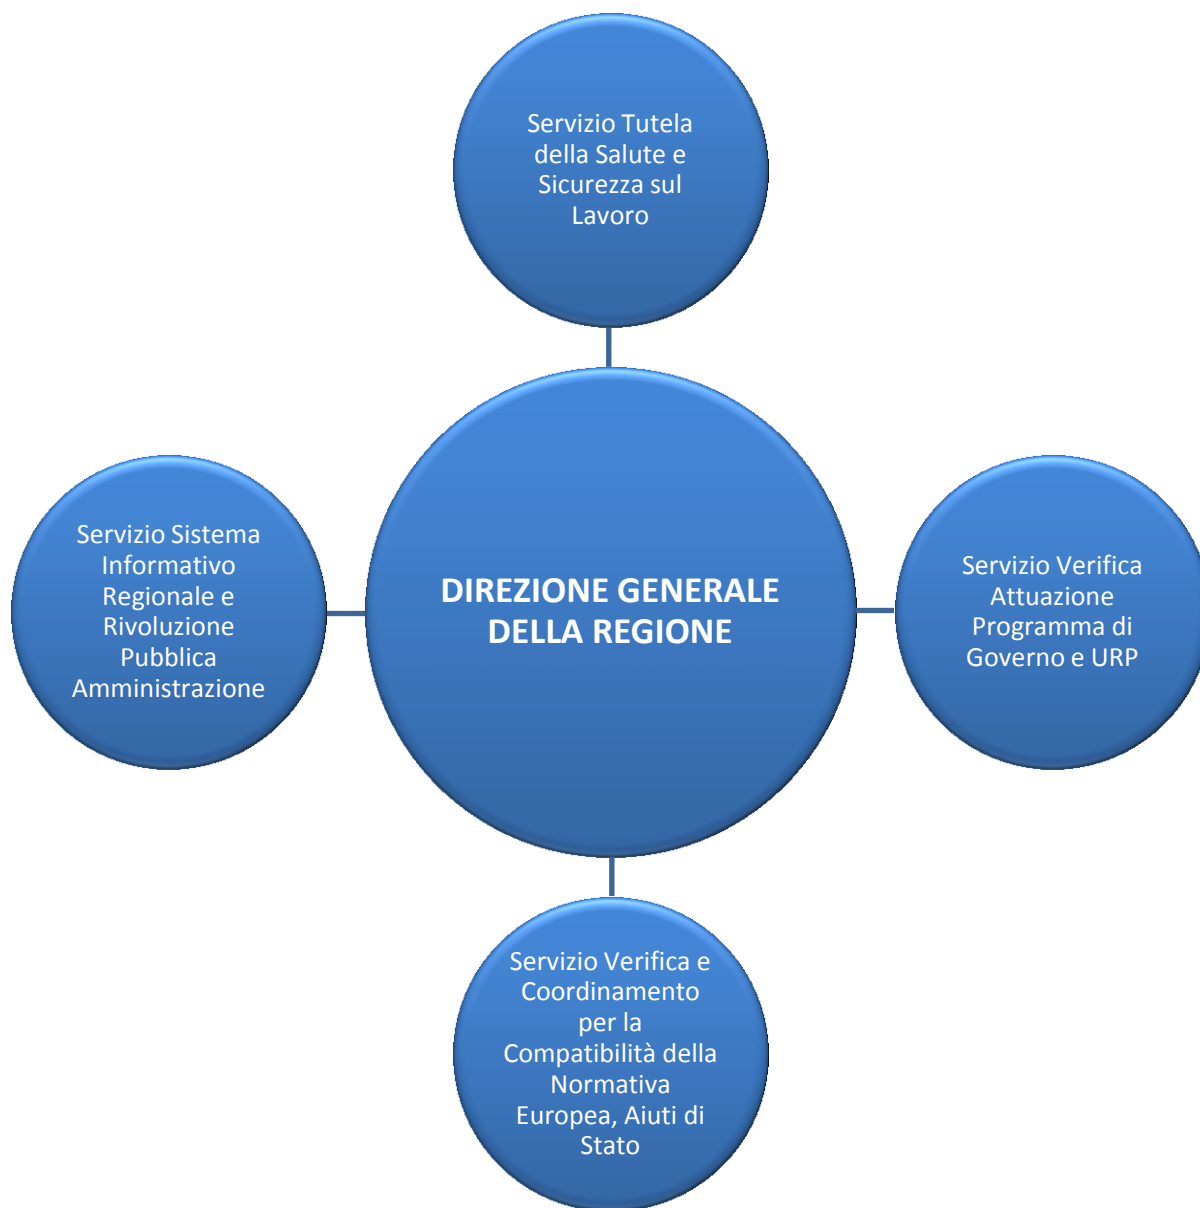 Servizio Tutela
della Salute e
Sicurezza sul
Lavoro
Servizio Sistema
Informativo
Regionale e
Rivoluzione
Pubblica
Amministrazione
DIREZIONE GENERALE
DELLA REGIONE
Servizio Verifica
Attuazione
Programma di
Governo e URP
Servizio Verifica e
Coordinamento
per la
Compatibilità della
Normativa
Europea, Aiuti di
Stato